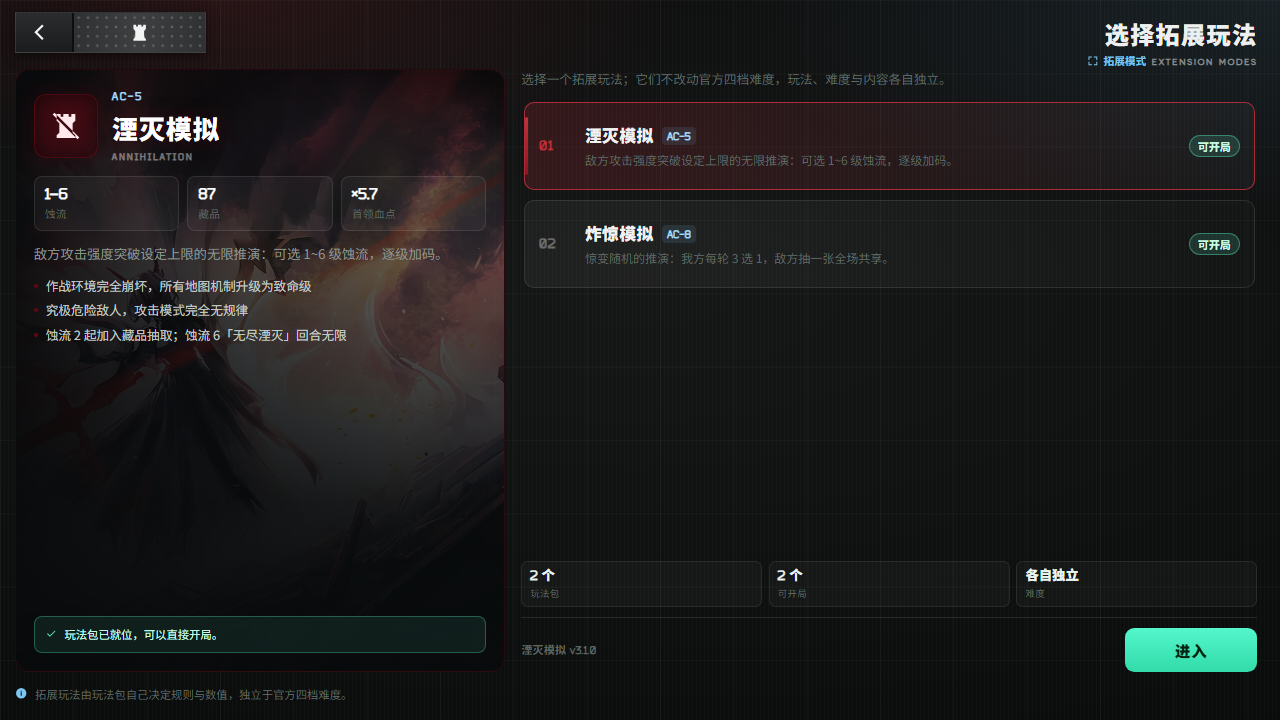 选择拓展玩法
拓展模式 EXTENSION MODES
AC-5
湮灭模拟
ANNIHILATION
1–6
蚀流
87
藏品
×5.7
首领血点
敌方攻击强度突破设定上限的无限推演：可选 1~6 级蚀流，逐级加码。
作战环境完全崩坏，所有地图机制升级为致命级
究极危险敌人，攻击模式完全无规律
蚀流 2 起加入藏品抽取；蚀流 6「无尽湮灭」回合无限
玩法包已就位，可以直接开局。
拓展玩法由玩法包自己决定规则与数值，独立于官方四档难度。
选择一个拓展玩法；它们不改动官方四档难度，玩法、难度与内容各自独立。
01
湮灭模拟 AC-5
敌方攻击强度突破设定上限的无限推演：可选 1~6 级蚀流，逐级加码。
可开局
02
炸惊模拟 AC-8
惊变随机的推演：我方每轮 3 选 1，敌方抽一张全场共享。
可开局
2 个
玩法包
2 个
可开局
各自独立
难度
湮灭模拟 v3.1.0
进入